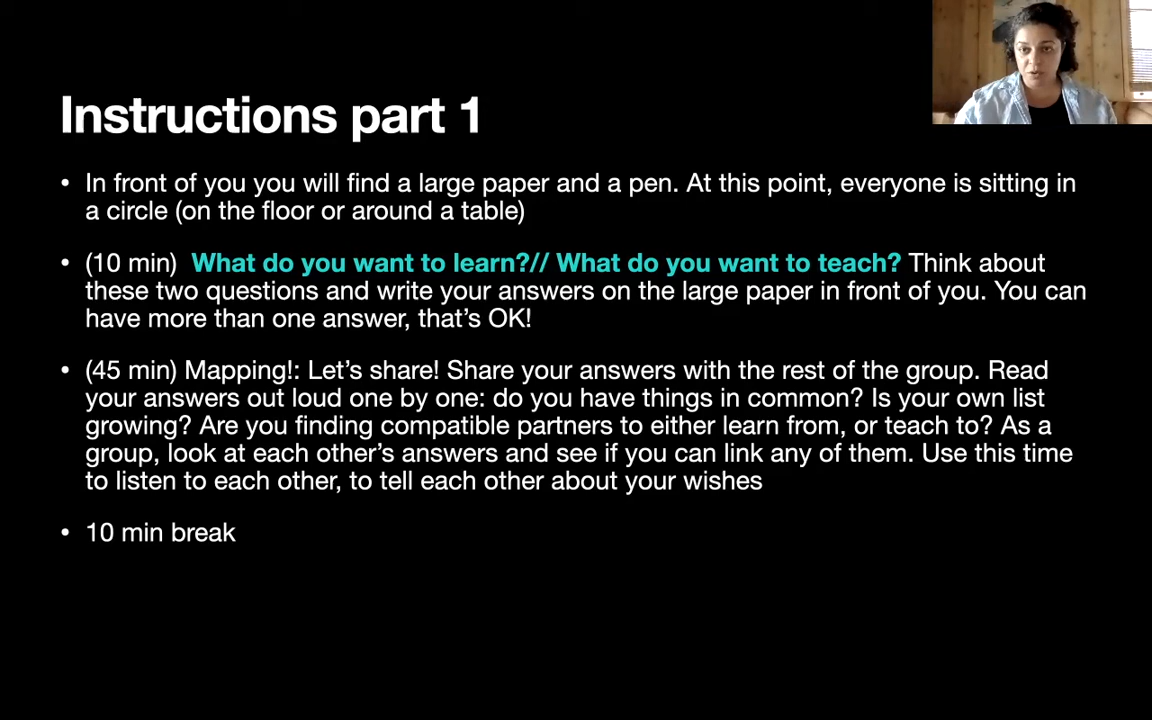 Instructions part 1
• In front of you you will find a large paper and a pen. At this point, everyone is sitting in
a circle (on the floor or around a table)
• (10 min) What do you want to learn?// What do you want to teach? Think about
these two questions and write your answers on the large paper in front of you. You can
have more than one answer, that’s OK!
• (45 min) Mapping!: Let’s share! Share your answers with the rest of the group. Read
your answers out loud one by one: do you have things in common? Is your own list
growing? Are you finding compatible partners to either learn from, or teach to? As a
group, look at each other’s answers and see if you can link any of them. Use this time
to listen to each other, to tell each other about your wishes
• 10 min break